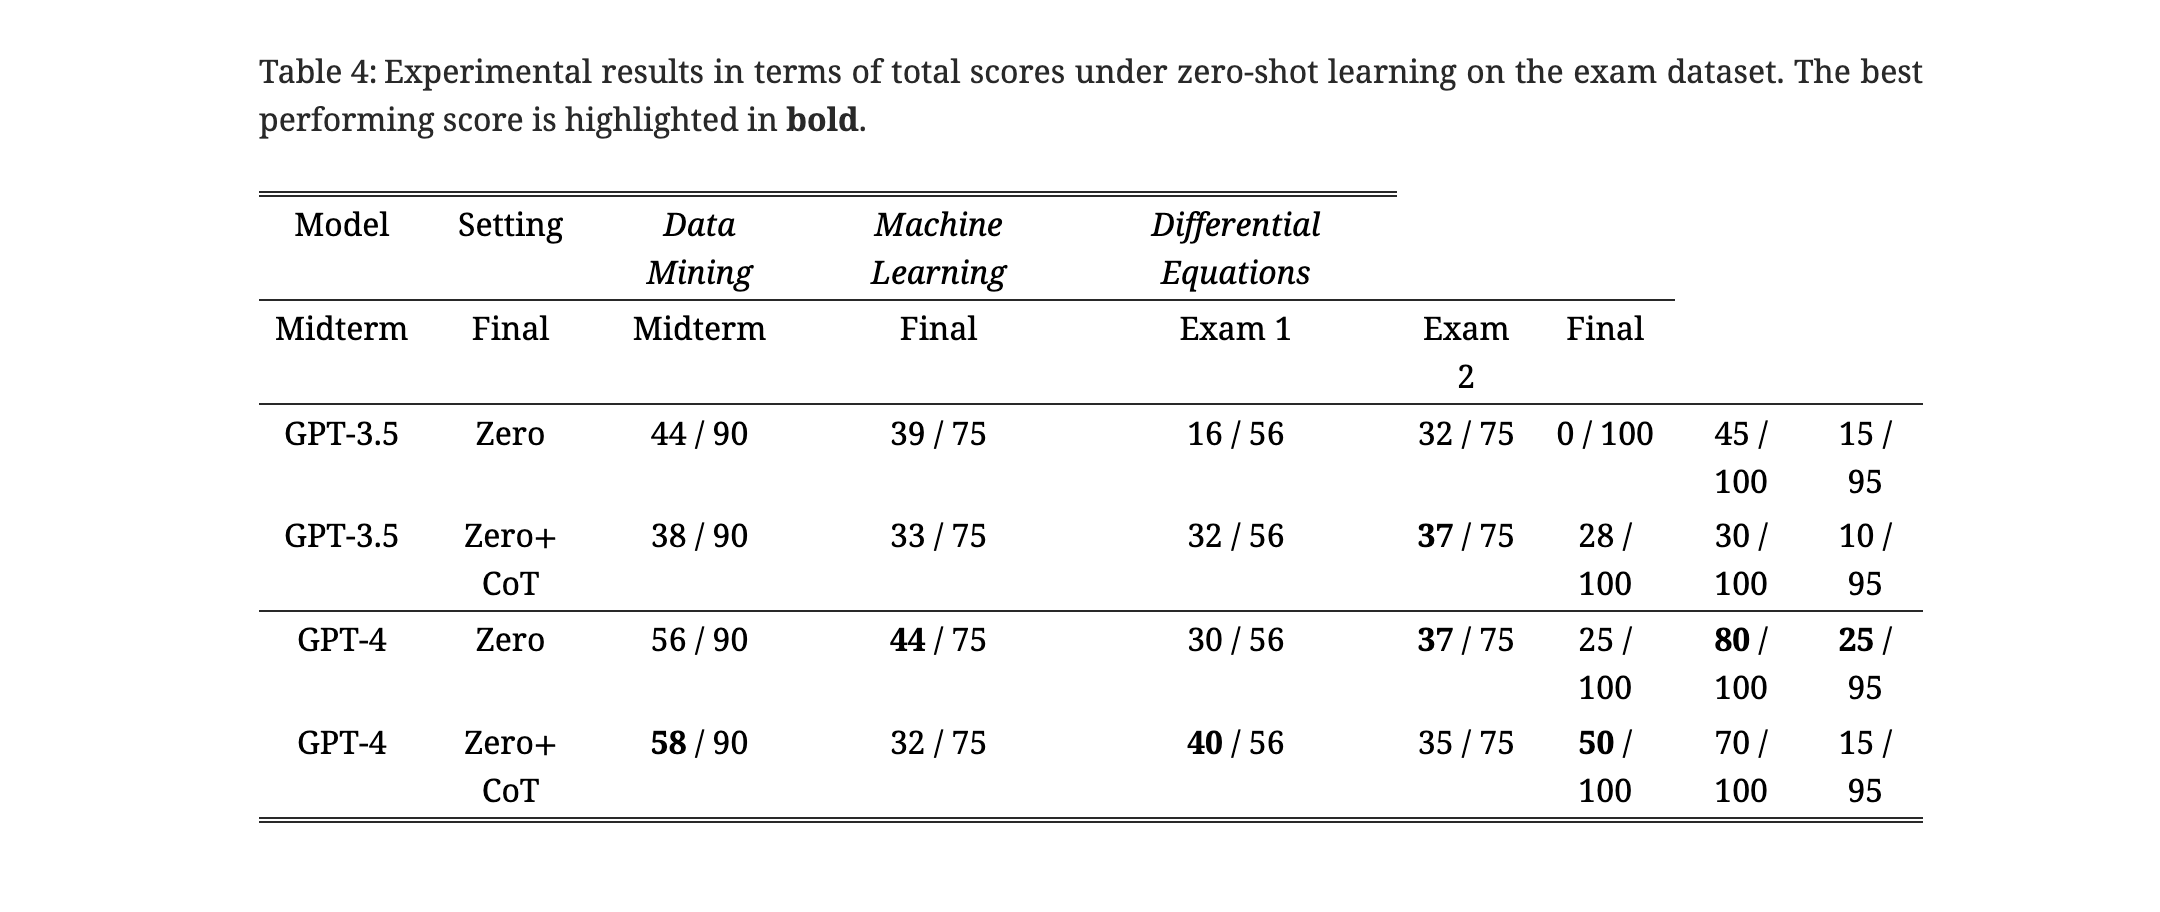 Table 4: Experimental results in terms of total scores under zero-shot learning on the exam dataset. The best
performing score is highlighted in bold.
Model Setting Data Mining Machine Learning Differential Equations
Midterm Final Midterm Final Exam 1 Exam 2 Final
GPT-3.5 Zero 44 / 90 39 / 75 16 / 56 32 / 75 0 / 100 45 / 100 15 / 95
GPT-3.5 Zero+ CoT 38 / 90 33 / 75 32 / 56 37 / 75 28 / 100 30 / 100 10 / 95
GPT-4 Zero 56 / 90 44 / 75 30 / 56 37 / 75 25 / 100 80 / 100 25 / 95
GPT-4 Zero+ CoT 58 / 90 32 / 75 40 / 56 35 / 75 50 / 100 70 / 100 15 / 95